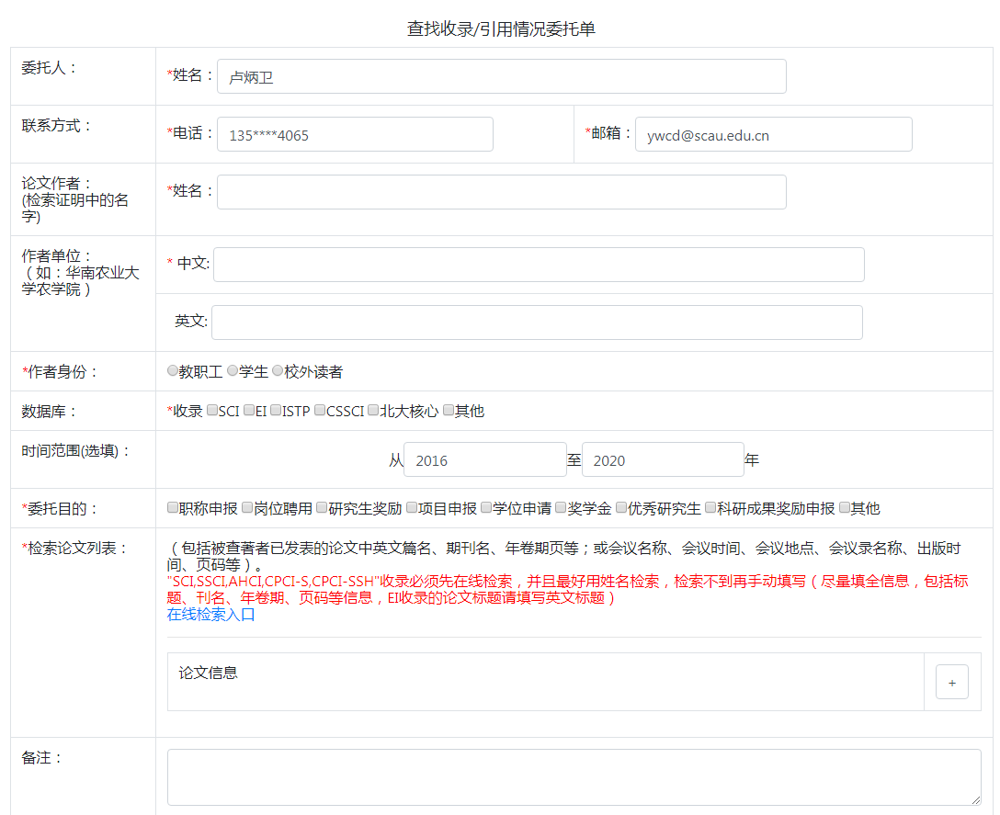 查找收录/引用情况委托单
委托人：
*姓名： 卢炳卫
联系方式：
*电话： 135****4065
*邮箱： ywcd@scau.edu.cn
论文作者：
(检索证明中的名
字)
*姓名：
作者单位：
（如：华南农业大
学农学院）
* 中文:
英文:
*作者身份：
教职工 学生 校外读者
数据库：
*收录 SCI EI ISTP CSSCI 北大核心 其他
时间范围(选填)：
从 2016 至 2020 年
*委托目的：
职称申报 岗位聘用 研究生奖励 项目申报 学位申请 奖学金 优秀研究生 科研成果奖励申报 其他
*检索论文列表：
（包括被查著者已发表的论文中英文篇名、期刊名、年卷期页等；或会议名称、会议时间、会议地点、会议录名称、出版时
间、页码等）。
"SCI,SSCI,AHCI,CPCI-S,CPCI-SSH"收录必须先在线检索，并且最好用姓名检索，检索不到再手动填写（尽量填全信息，包括标
题、刊名、年卷期、页码等信息，EI收录的论文标题请填写英文标题）
在线检索入口
论文信息
+
备注：